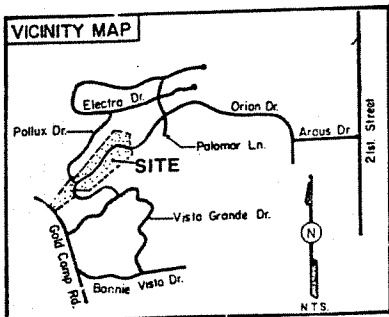 VICINITY MAP
Electra Dr.
Orion Dr.
Pollux Dr.
Argus Dr
Palomar Ln.
21st. Street
SITE
Vista Grande Dr.
Gold Camp Rd.
N
Bonnie Vista Dr.
N.T.S.